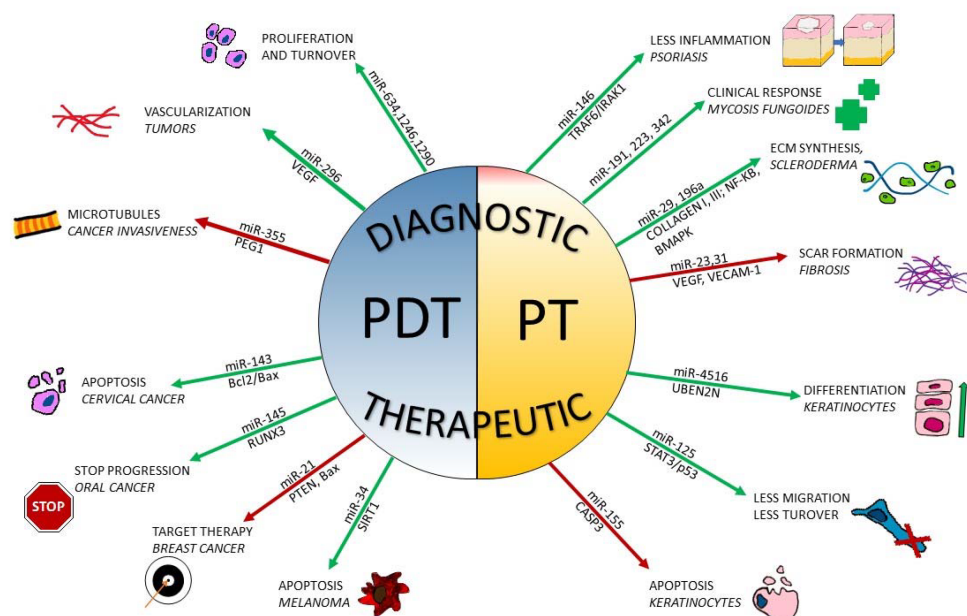 PROLIFERATION
AND TURNOVER
miR-634,1246,1290
VASCULARIZATION
TUMORS
miR-296
VEGF
MICROTUBULES
CANCER INVASIVENESS
miR-355
PEG1
LESS INFLAMMATION
PSORIASIS
miR-146
TRAF6/IRAK1
CLINICAL RESPONSE
MYCOSIS FUNGOIDES
miR-191, 223, 342
ECM SYNTHESIS,
SCLERODERMA
miR-29, 196a
COLLAGEN I, III; NF-KB,
BMAPK
SCAR FORMATION
FIBROSIS
miR-23,31
VEGF, VECAM-1
DIAGNOSTIC
PDT
PT
THERAPEUTIC
miR-143
Bcl2/Bax
APOPTOSIS
CERVICAL CANCER
miR-145
RUNX3
STOP PROGRESSION
ORAL CANCER
STOP
miR-21
PTEN, Bax
TARGET THERAPY
BREAST CANCER
miR-34
SIRT1
APOPTOSIS
MELANOMA
miR-4516
UBEN2N
DIFFERENTIATION
KERATINOCYTES
miR-125
STAT3/p53
LESS MIGRATION
LESS TUROVER
miR-155
CASP3
APOPTOSIS
KERATINOCYTES